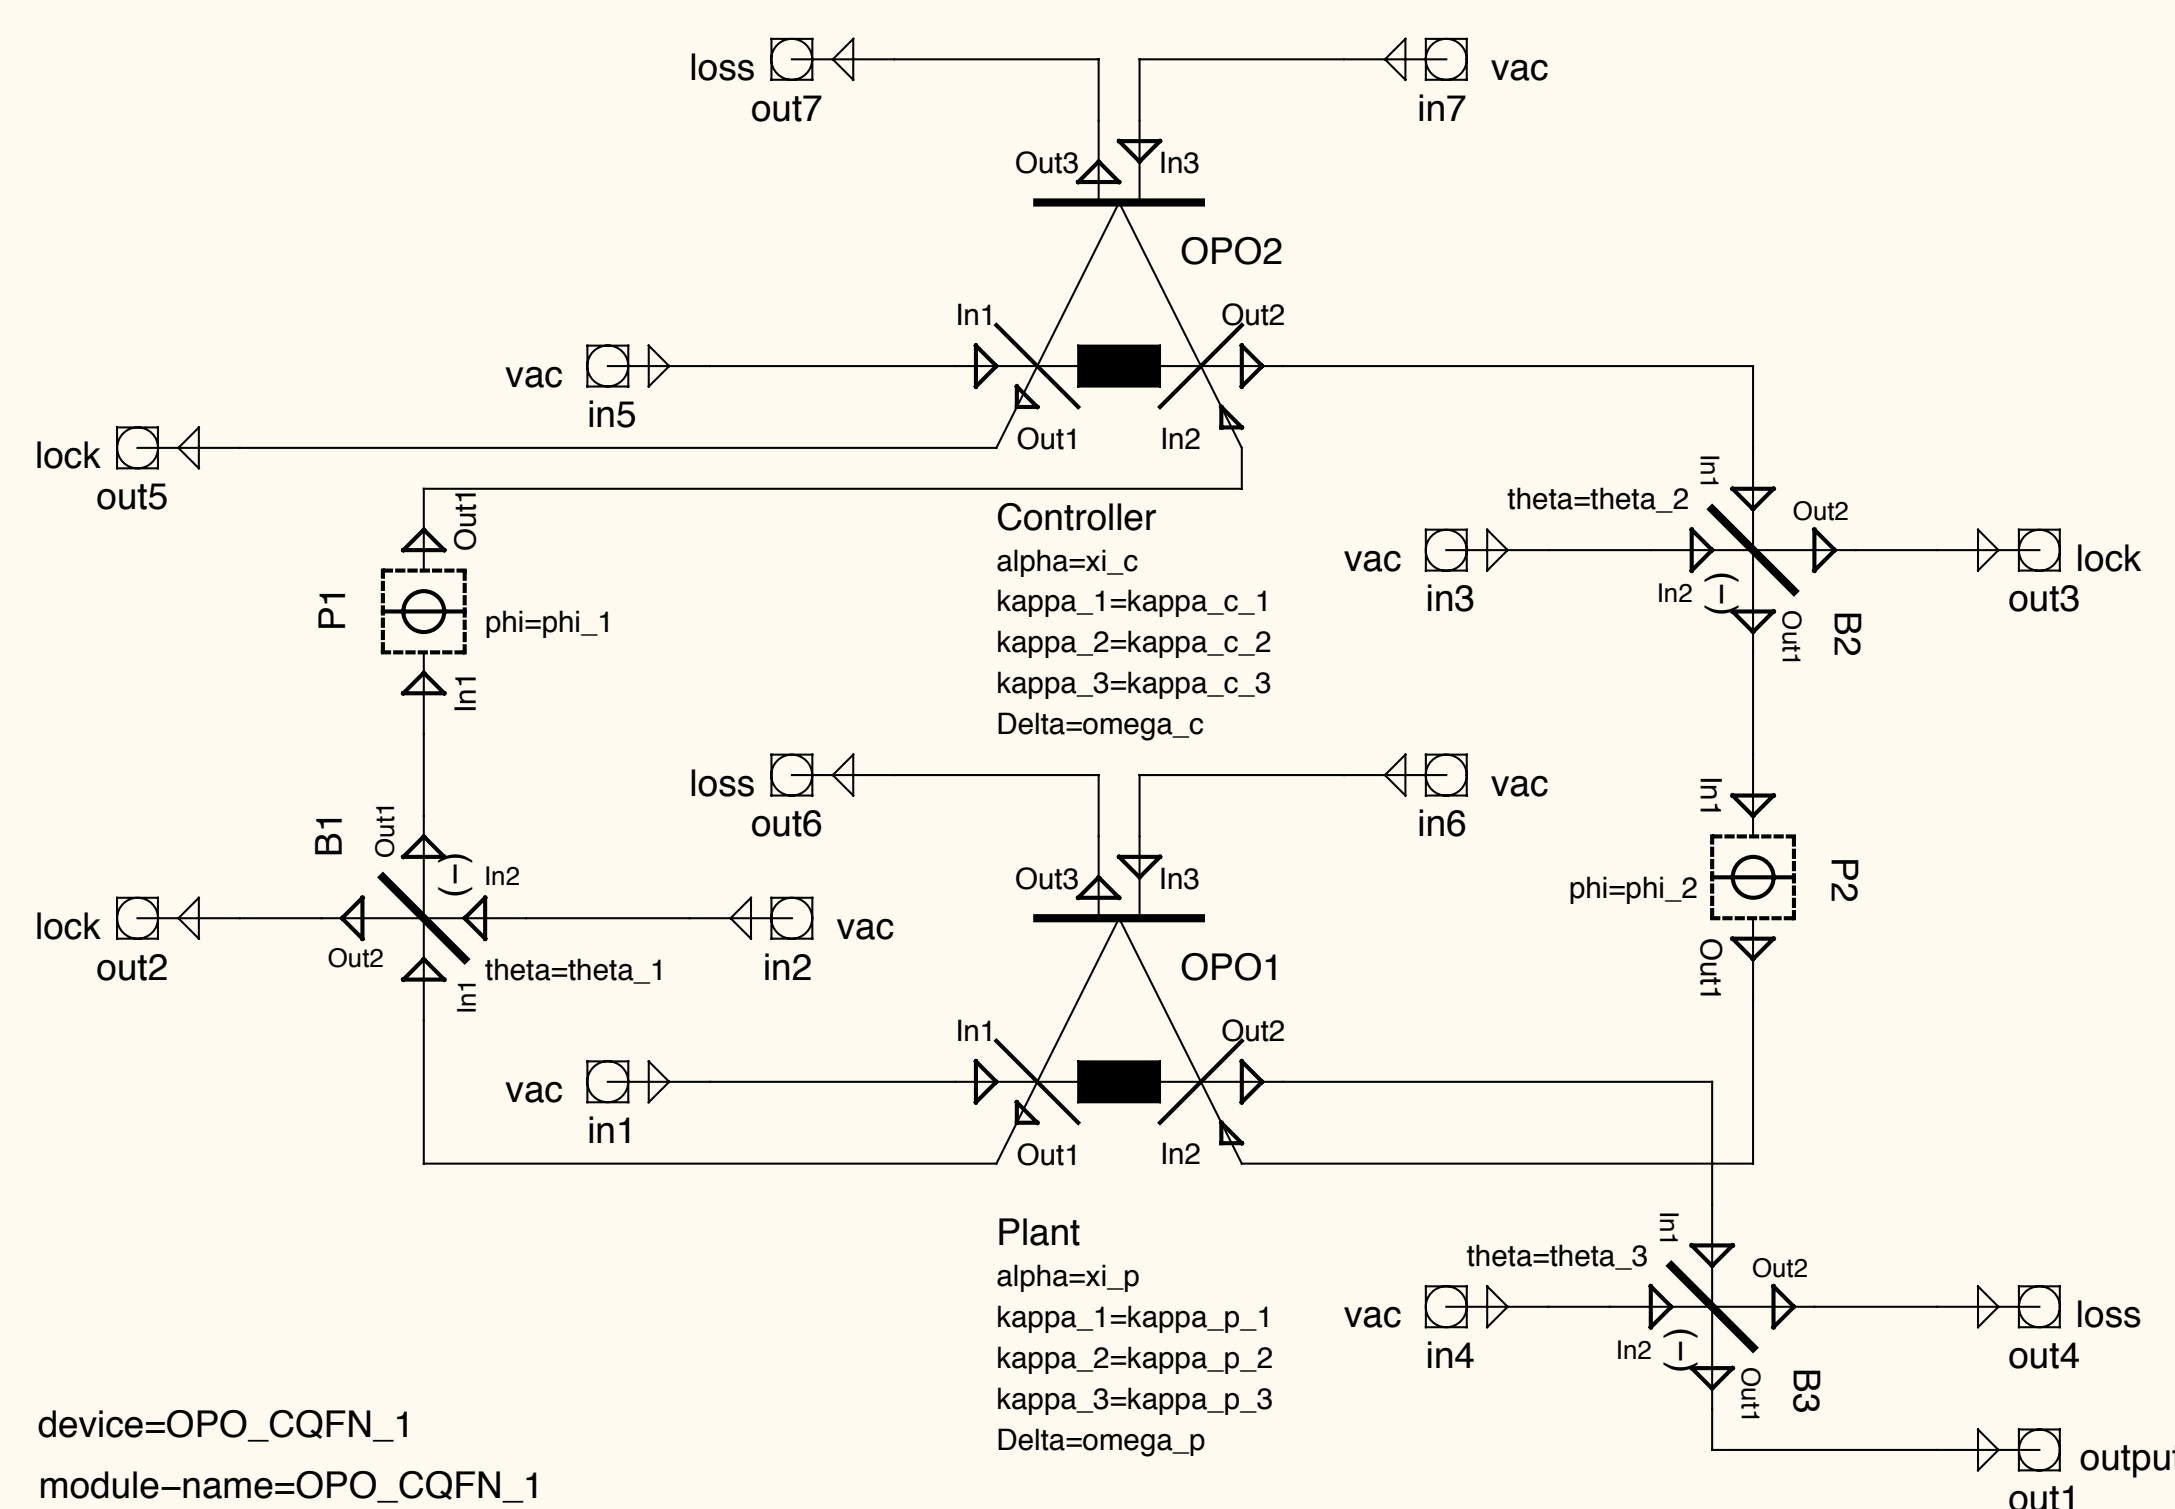 loss
out7
vac
in7
Out3
In3
OPO2
In1
Out2
vac
in5
Out1
In2
lock
out5
Out1
P1
phi=phi_1
In1
Controller
alpha=xi_c
kappa_1=kappa_c_1
kappa_2=kappa_c_2
kappa_3=kappa_c_3
Delta=omega_c
In1
theta=theta_2
Out2
vac
in3
In2
(−)
Out1
B2
lock
out3
loss
out6
vac
in6
Out3
In3
OPO1
B1
Out1
(−)
In2
lock
out2
Out2
In1
theta=theta_1
vac
in2
In1
phi=phi_2
P2
Out1
In1
Out2
vac
in1
Out1
In2
Plant
alpha=xi_p
kappa_1=kappa_p_1
kappa_2=kappa_p_2
kappa_3=kappa_p_3
Delta=omega_p
In1
theta=theta_3
Out2
vac
in4
In2
(−)
Out1
B3
loss
out4
output
out1
device=OPO_CQFN_1
module−name=OPO_CQFN_1